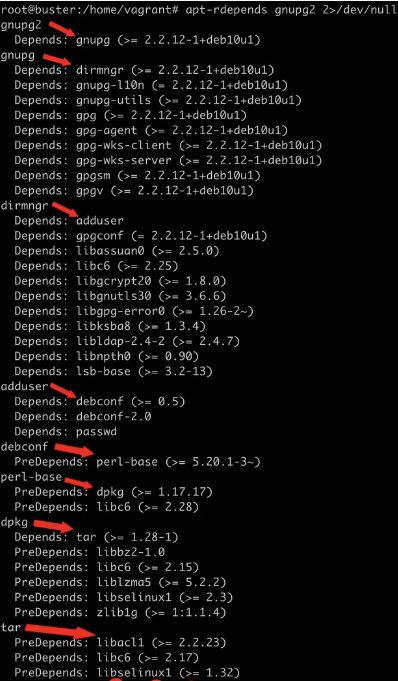 root@buster:/home/vagrant# apt-rdepends gnupg2 2>/dev/null
gnupg2
  Depends: gnupg (>= 2.2.12-1+deb10u1)
gnupg
  Depends: dirmngr (>= 2.2.12-1+deb10u1)
  Depends: gnupg-l10n (= 2.2.12-1+deb10u1)
  Depends: gnupg-utils (>= 2.2.12-1+deb10u1)
  Depends: gpg (>= 2.2.12-1+deb10u1)
  Depends: gpg-agent (>= 2.2.12-1+deb10u1)
  Depends: gpg-wks-client (>= 2.2.12-1+deb10u1)
  Depends: gpg-wks-server (>= 2.2.12-1+deb10u1)
  Depends: gpgsm (>= 2.2.12-1+deb10u1)
  Depends: gpgv (>= 2.2.12-1+deb10u1)
dirmngr
  Depends: adduser
  Depends: gpgconf (= 2.2.12-1+deb10u1)
  Depends: libassuan0 (>= 2.5.0)
  Depends: libc6 (>= 2.25)
  Depends: libgcrypt20 (>= 1.8.0)
  Depends: libgnutls30 (>= 3.6.6)
  Depends: libgpg-error0 (>= 1.26-2~)
  Depends: libksba8 (>= 1.3.4)
  Depends: libldap-2.4-2 (>= 2.4.7)
  Depends: libnpth0 (>= 0.90)
  Depends: lsb-base (>= 3.2-13)
adduser
  Depends: debconf (>= 0.5)
  Depends: debconf-2.0
  Depends: passwd
debconf
  PreDepends: perl-base (>= 5.20.1-3~)
perl-base
  PreDepends: dpkg (>= 1.17.17)
  PreDepends: libc6 (>= 2.28)
dpkg
  Depends: tar (>= 1.28-1)
  PreDepends: libbz2-1.0
  PreDepends: libc6 (>= 2.15)
  PreDepends: liblzma5 (>= 5.2.2)
  PreDepends: libselinux1 (>= 2.3)
  PreDepends: zlib1g (>= 1:1.1.4)
tar
  PreDepends: libacl1 (>= 2.2.23)
  PreDepends: libc6 (>= 2.17)
  PreDepends: libselinux1 (>= 1.32)